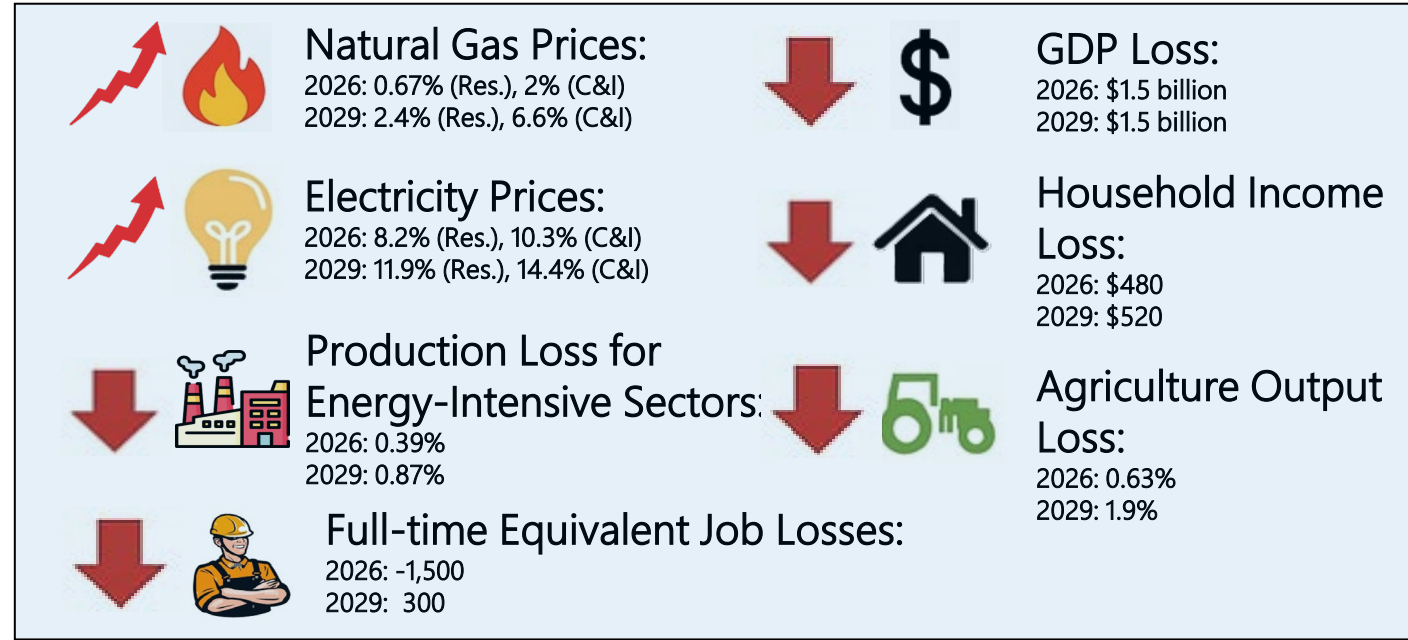 Natural Gas Prices:
2026: 0.67% (Res.), 2% (C&I)
2029: 2.4% (Res.), 6.6% (C&I)
Electricity Prices:
2026: 8.2% (Res.), 10.3% (C&I)
2029: 11.9% (Res.), 14.4% (C&I)
Production Loss for
Energy-Intensive Sectors:
2026: 0.39%
2029: 0.87%
Full-time Equivalent Job Losses:
2026: -1,500
2029: 300
$
GDP Loss:
2026: $1.5 billion
2029: $1.5 billion
Household Income
Loss:
2026: $480
2029: $520
Agriculture Output
Loss:
2026: 0.63%
2029: 1.9%